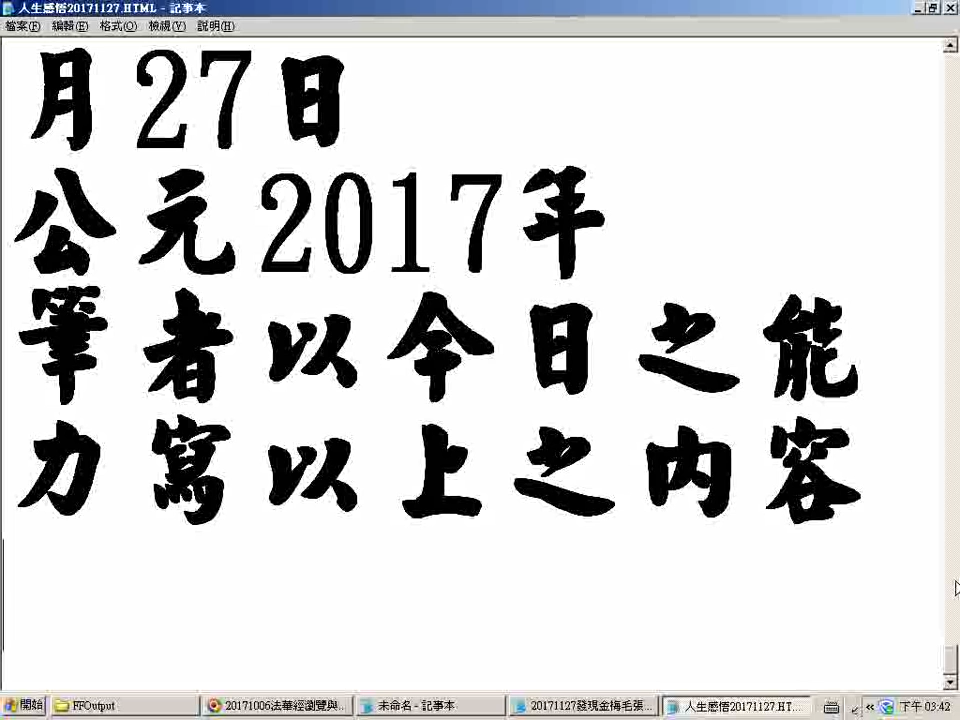 人生感悟20171127.HTML - 記事本
檔案(F) 編輯(E) 格式(O) 檢視(V) 說明(H)
月27日
公元2017年
筆者以今日之能
力寫以上之內容
開始 FFOutput 20171006法華經瀏覽與... 未命名 - 記事本 20171127發現金梅毛張... 人生感悟20171127.HT... « 下午 03:42